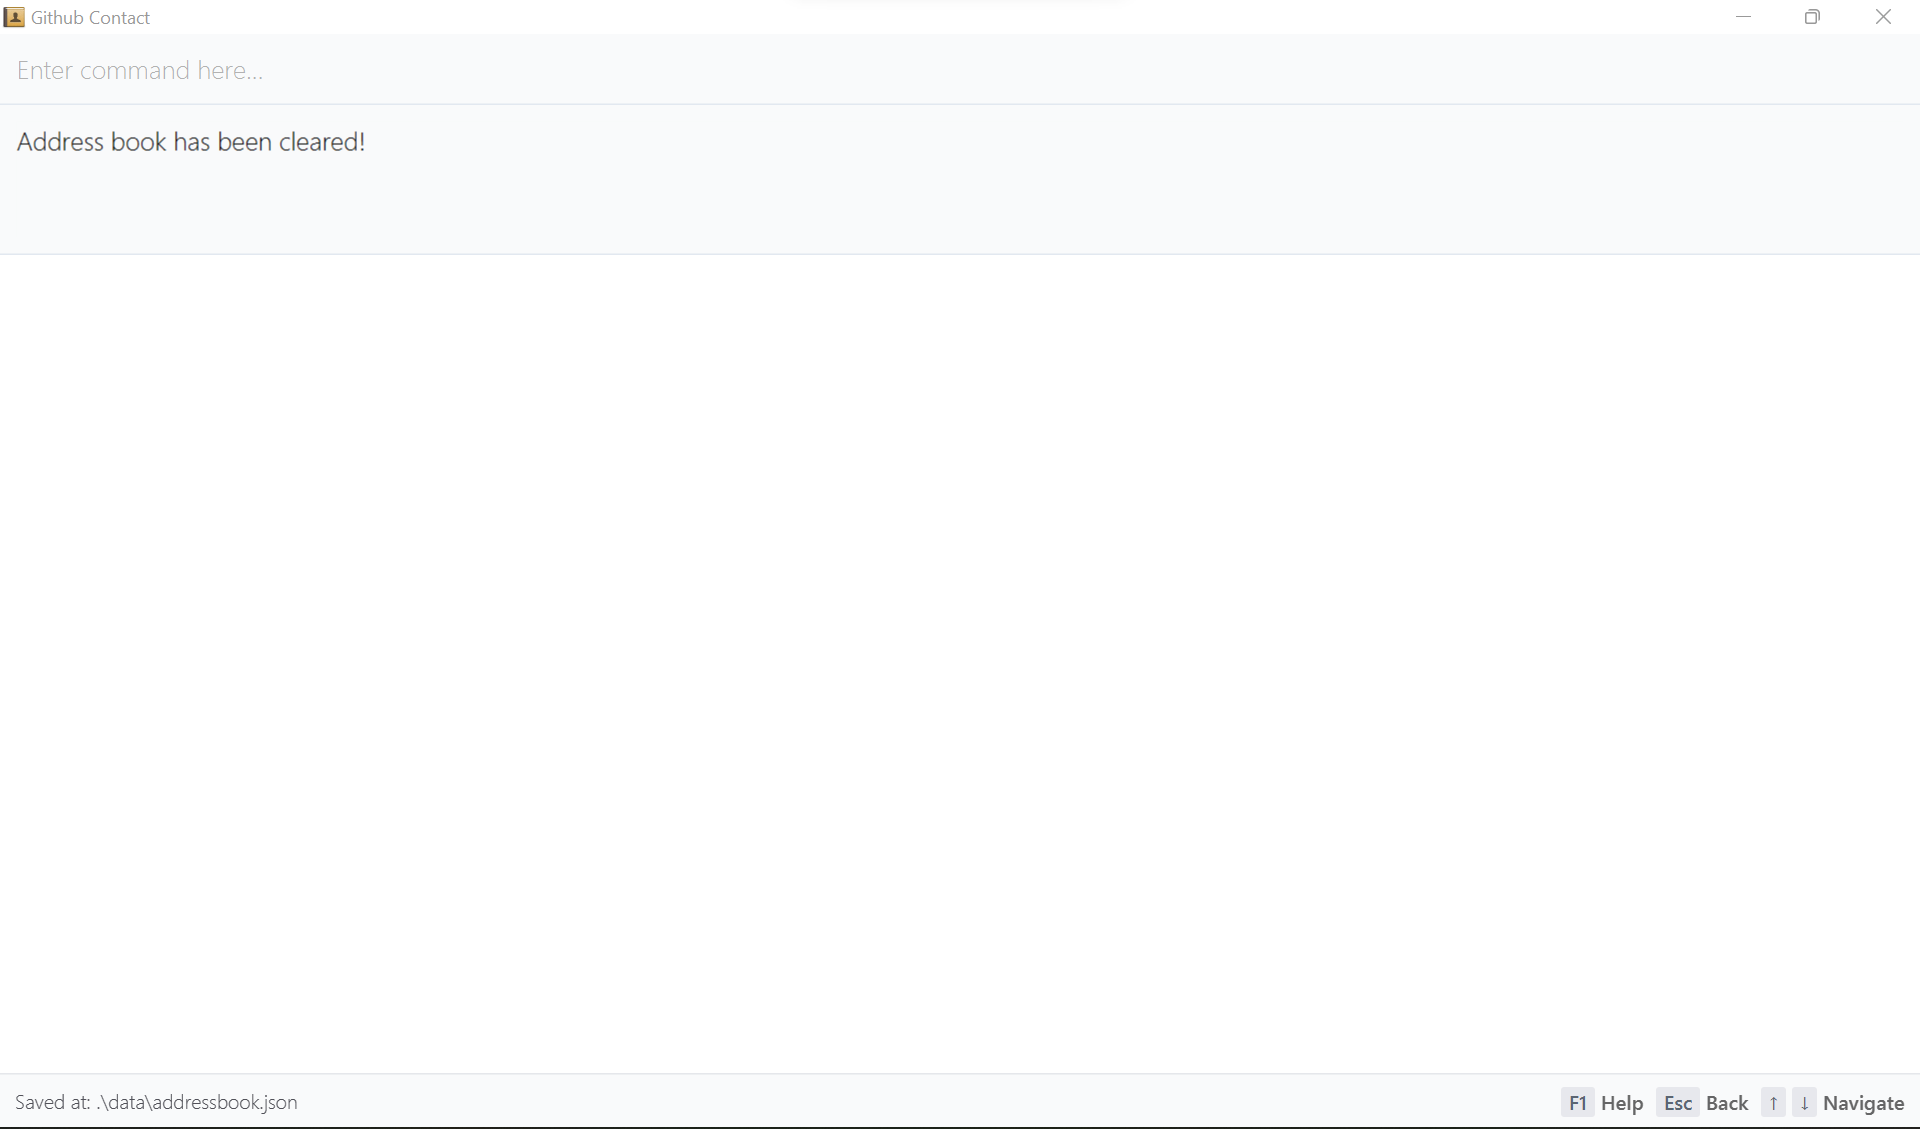 Github Contact
Enter command here...
Address book has been cleared!
Saved at: .\data\addressbook.json
F1 Help Esc Back ↑ ↓ Navigate